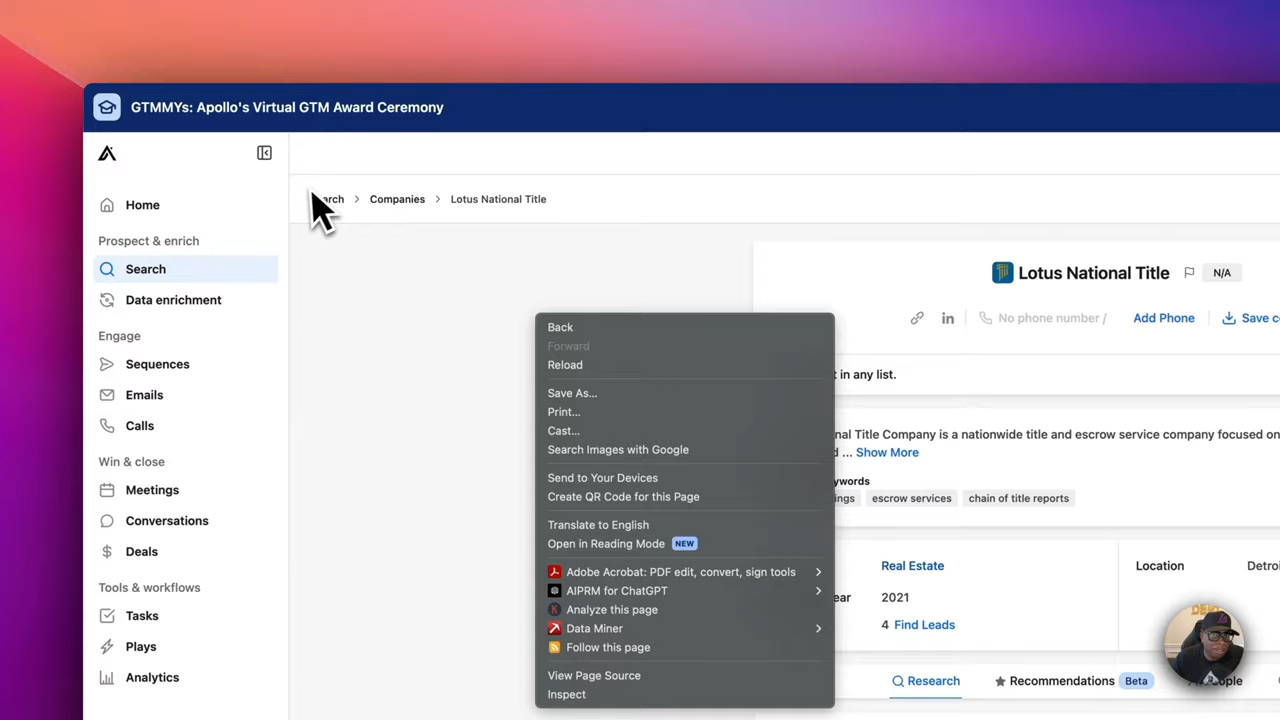 GTMMYs: Apollo's Virtual GTM Award Ceremony
Home
Prospect & enrich
Search
Data enrichment
Engage
Sequences
Emails
Calls
Win & close
Meetings
Conversations
Deals
Tools & workflows
Tasks
Plays
Analytics
Companies > Lotus National Title
Lotus National Title N/A
No phone number / Add Phone Save
in any list.
Title Company is a nationwide title and escrow service company focused on
... Show More
escrow services chain of title reports
Real Estate Location
2021
4 Find Leads
Research Recommendations Beta
Back
Forward
Reload
Save As...
Print...
Cast...
Search Images with Google
Send to Your Devices
Create QR Code for this Page
Translate to English
Open in Reading Mode NEW
Adobe Acrobat: PDF edit, convert, sign tools
AIPRM for ChatGPT
Analyze this page
Data Miner
Follow this page
View Page Source
Inspect